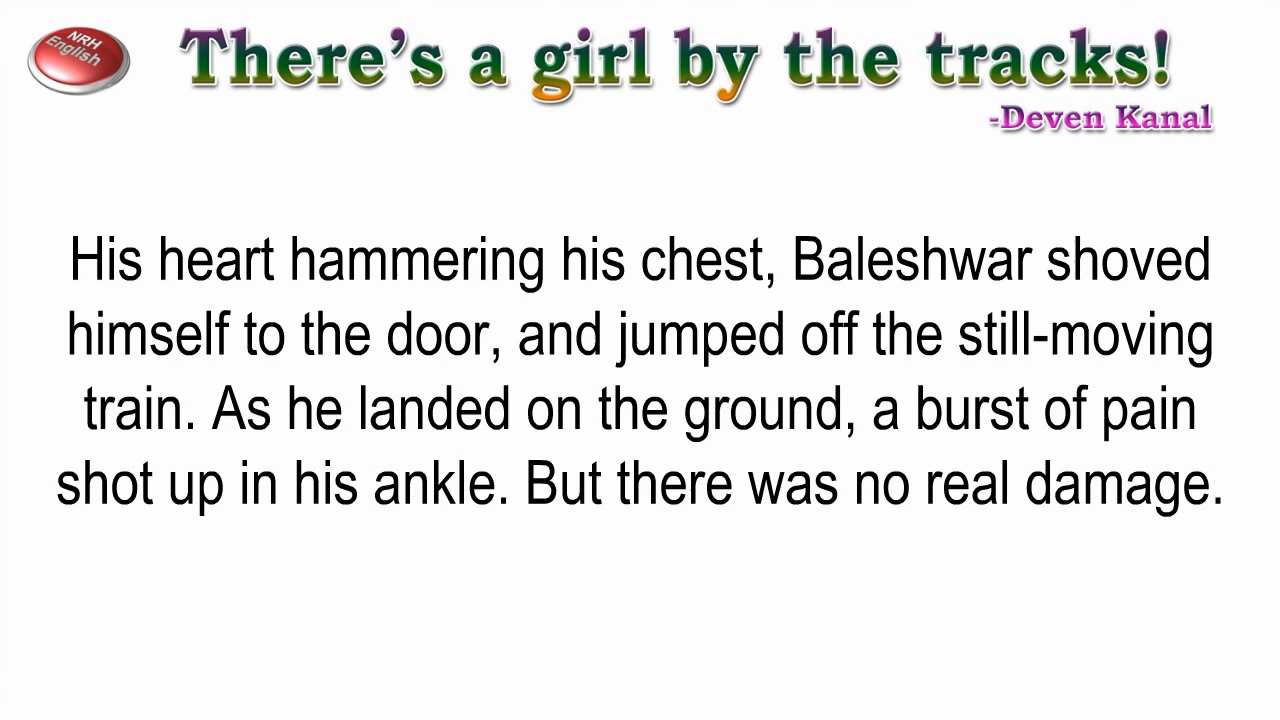 NRH
English
There's a girl by the tracks!
-Deven Kanal
His heart hammering his chest, Baleshwar shoved
himself to the door, and jumped off the still-moving
train. As he landed on the ground, a burst of pain
shot up in his ankle. But there was no real damage.